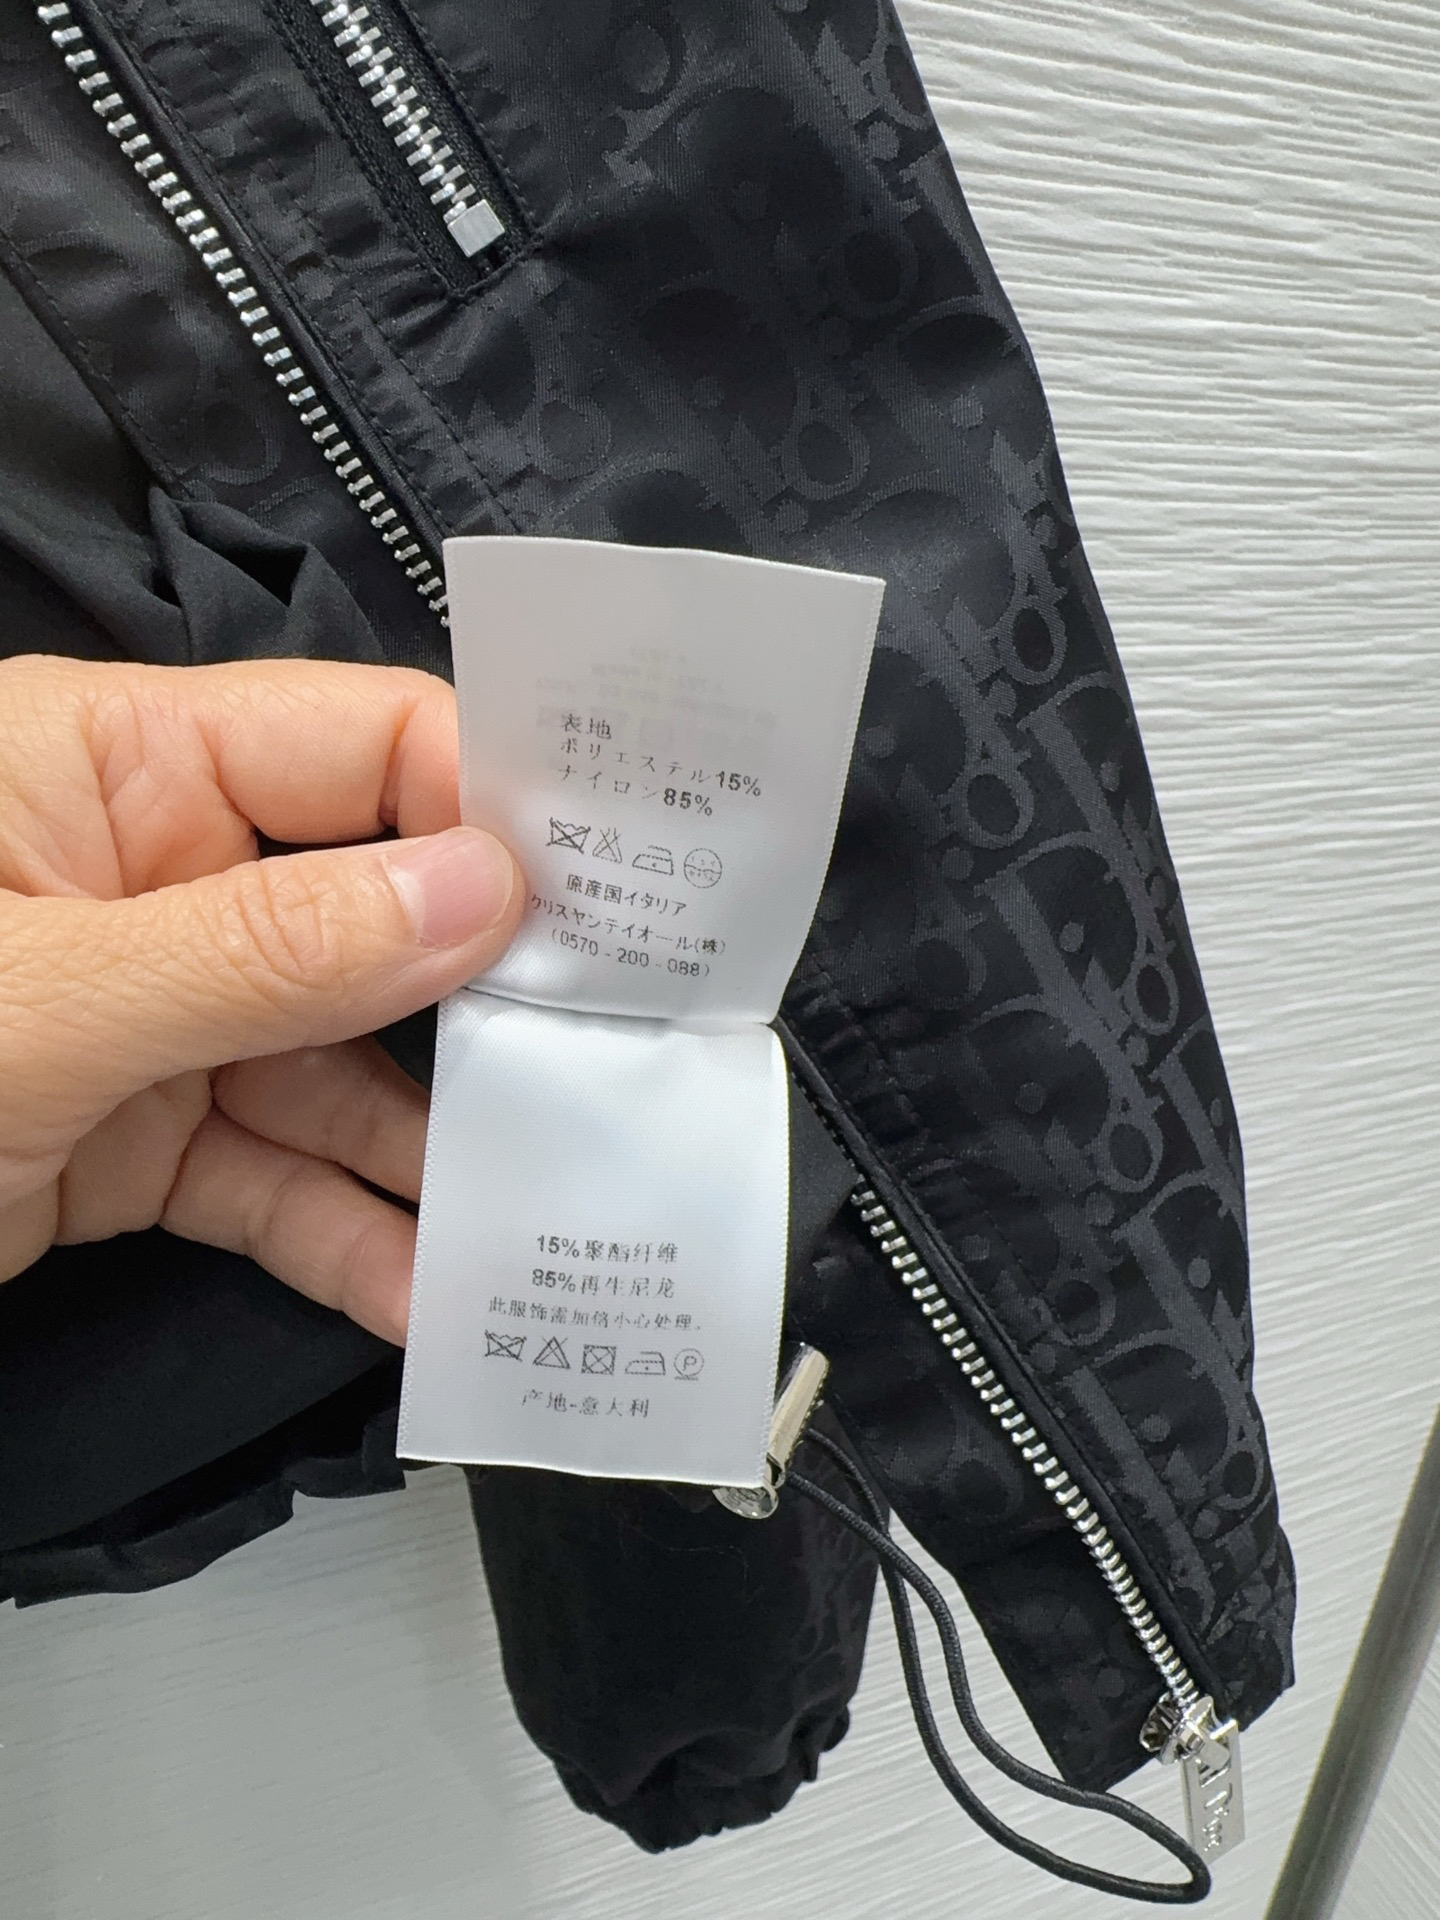 表地
ポリエステル15%
ナイロン85%
原産国イタリア
クリスヤンデイオール(株)
(0570-200-088)
15%聚酯纤维
85%再生尼龙
此服饰需加倍小心处理.
P
产地-意大利
Dior